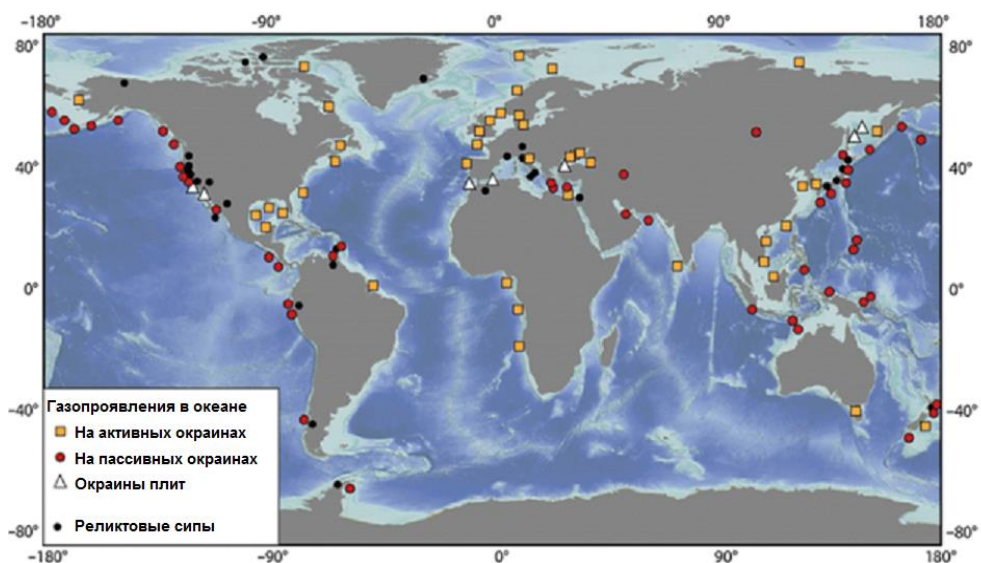 -180° -90° 0° 90° 180°
80° 80°
40° 40°
0° 0°
-40° -40°
-80° -80°
-180° -90° 0° 90° 180°
Газопроявления в океане
На активных окраинах
На пассивных окраинах
Окраины плит
Реликтовые сипы